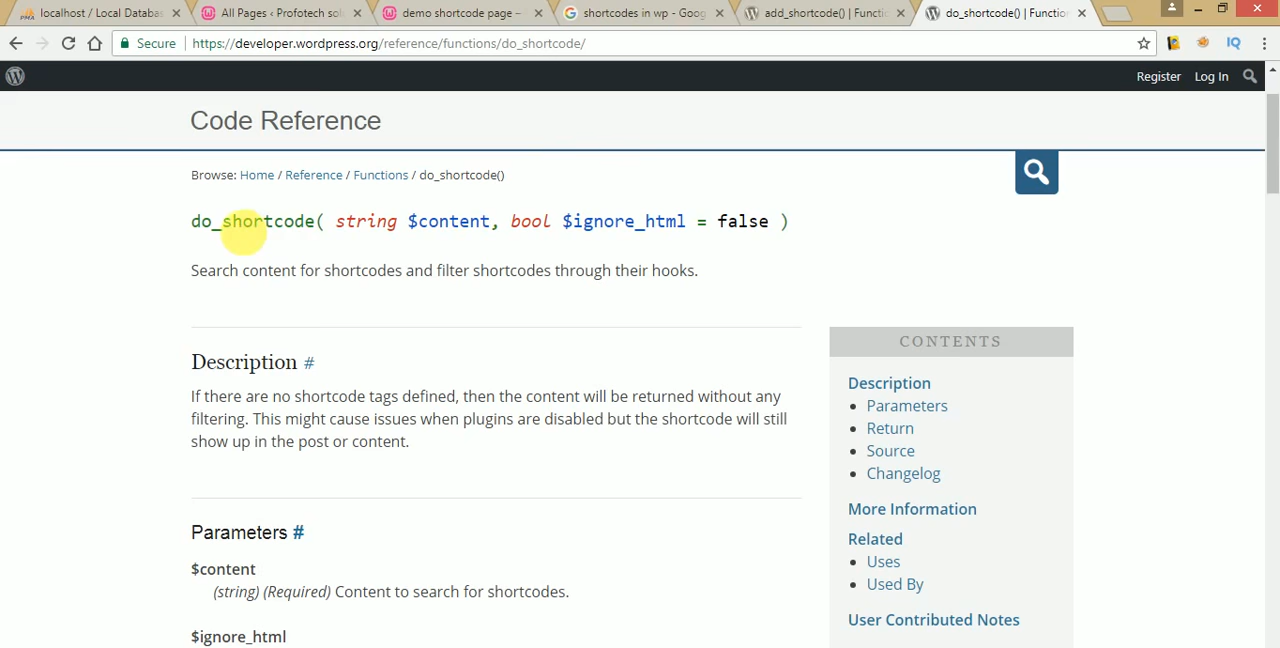 localhost / Local Databas
All Pages ‹ Profotech sol
demo shortcode page –
shortcodes in wp - Goog
add_shortcode() | Functi
do_shortcode() | Function
Secure https://developer.wordpress.org/reference/functions/do_shortcode/
Register Log In
Code Reference
Browse: Home / Reference / Functions / do_shortcode()
do_shortcode( string $content, bool $ignore_html = false )
Search content for shortcodes and filter shortcodes through their hooks.
Description #
If there are no shortcode tags defined, then the content will be returned without any
filtering. This might cause issues when plugins are disabled but the shortcode will still
show up in the post or content.
Parameters #
$content
(string) (Required) Content to search for shortcodes.
$ignore_html
CONTENTS
Description
Parameters
Return
Source
Changelog
More Information
Related
Uses
Used By
User Contributed Notes